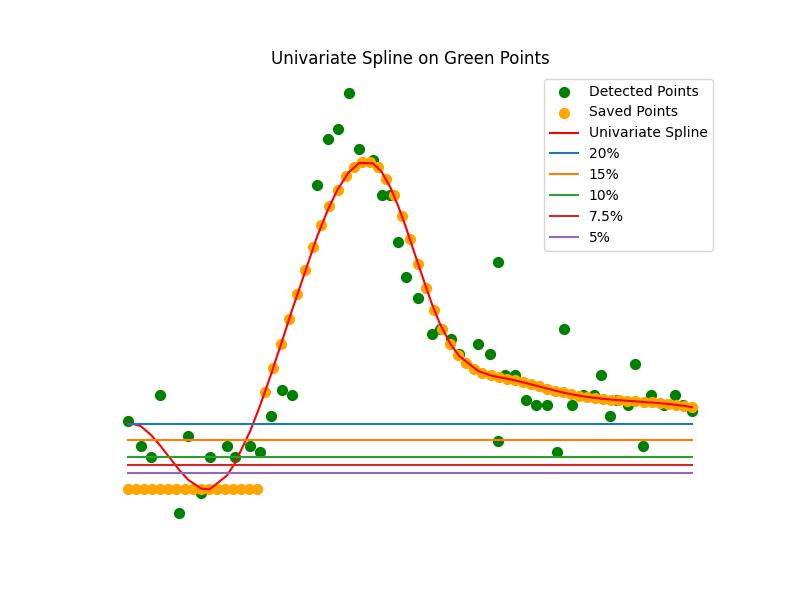 Univariate Spline on Green Points
Detected Points
Saved Points
Univariate Spline
20%
15%
10%
7.5%
5%